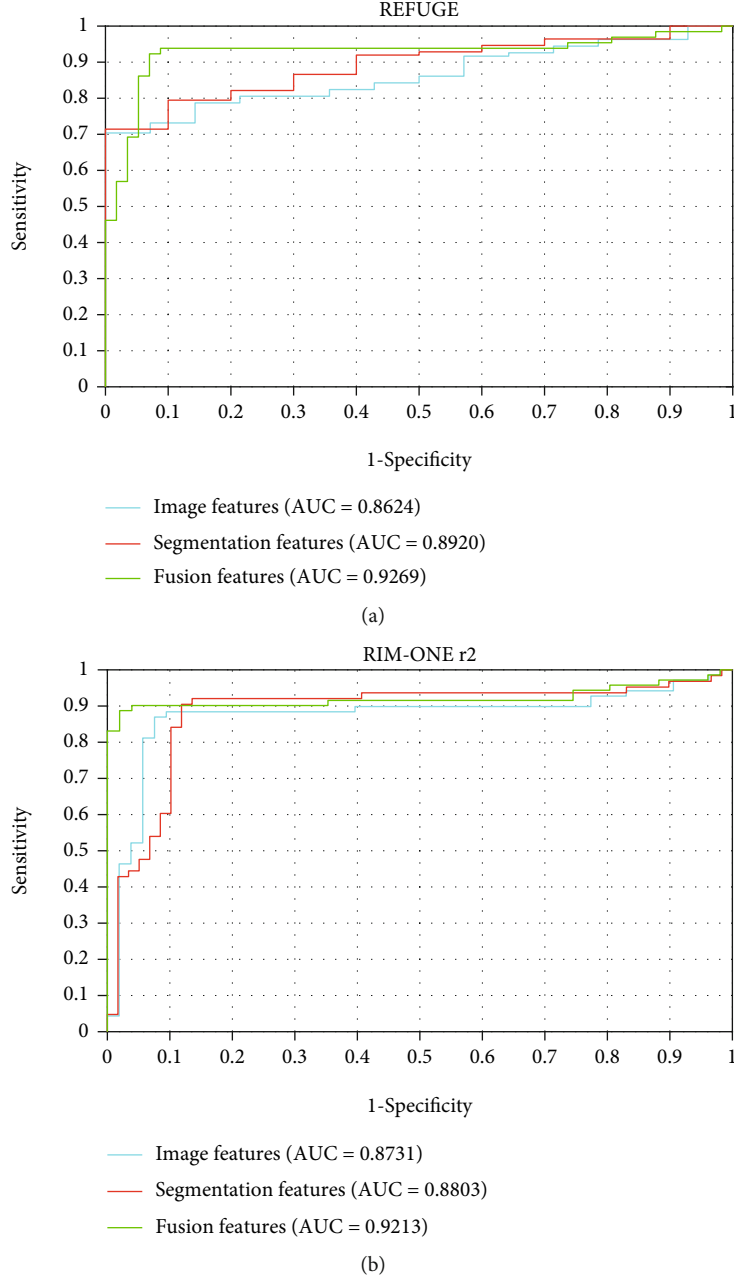 REFUGE
1
0.9
0.8
0.7
0.6
0.5
0.4
0.3
0.2
0.1
0
Sensitivity
0 0.1 0.2 0.3 0.4 0.5 0.6 0.7 0.8 0.9 1
1-Specificity
Image features (AUC = 0.8624)
Segmentation features (AUC = 0.8920)
Fusion features (AUC = 0.9269)
(a)
RIM-ONE r2
1
0.9
0.8
0.7
0.6
0.5
0.4
0.3
0.2
0.1
0
Sensitivity
0 0.1 0.2 0.3 0.4 0.5 0.6 0.7 0.8 0.9 1
1-Specificity
Image features (AUC = 0.8731)
Segmentation features (AUC = 0.8803)
Fusion features (AUC = 0.9213)
(b)